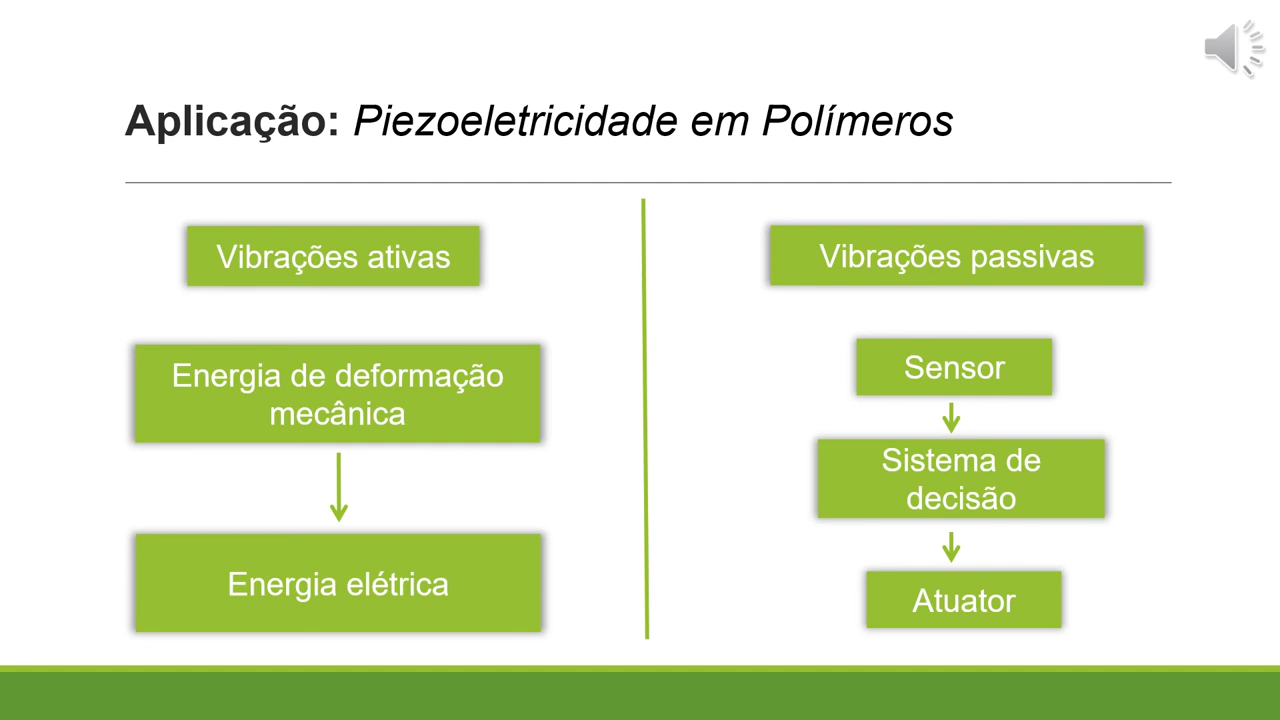 Aplicação: Piezoeletricidade em Polímeros
Vibrações ativas
Energia de deformação
mecânica
Energia elétrica
Vibrações passivas
Sensor
Sistema de
decisão
Atuator